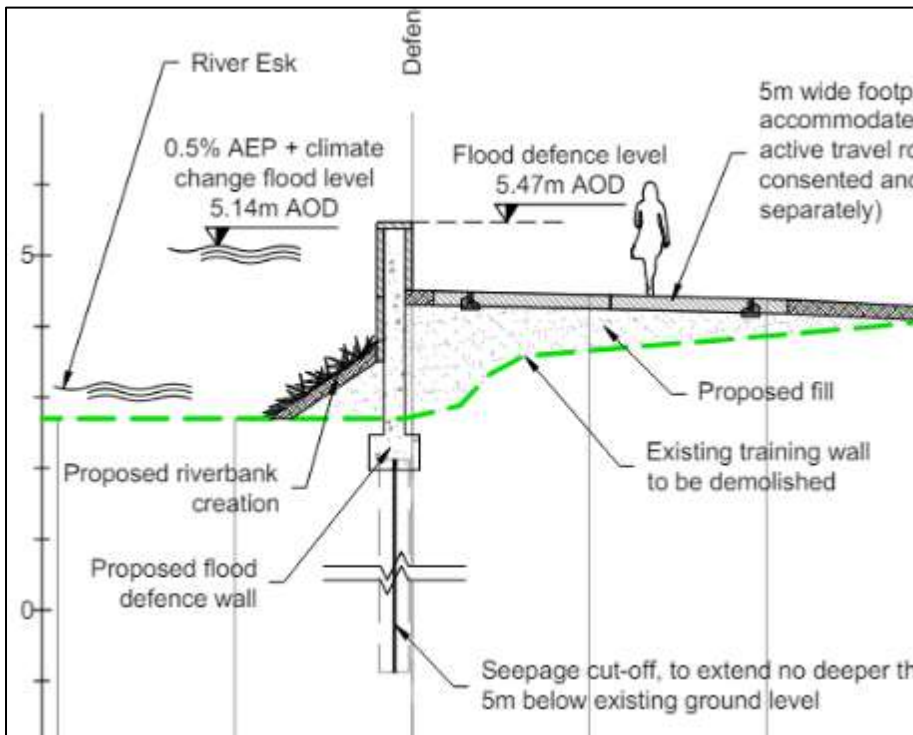 Defen
River Esk
0.5% AEP + climate
change flood level
5.14m AOD
Flood defence level
5.47m AOD
5m wide footp
accommodate
active travel ro
consented and
separately)
5
Proposed fill
Existing training wall
to be demolished
Proposed riverbank
creation
Proposed flood
defence wall
0
Seepage cut-off, to extend no deeper th
5m below existing ground level